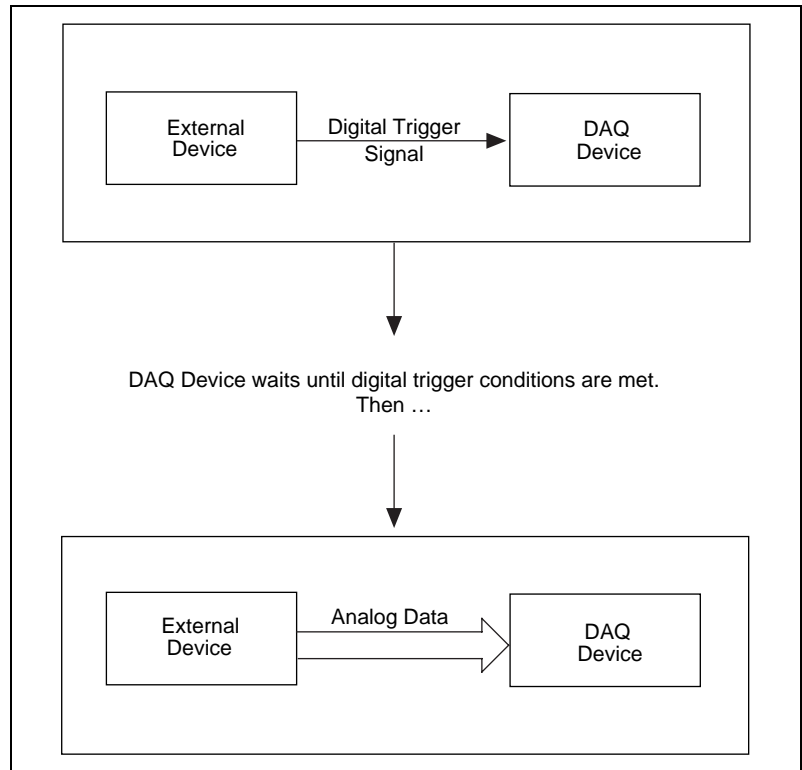 External
Device
Digital Trigger
Signal
DAQ
Device
DAQ Device waits until digital trigger conditions are met.
Then …
External
Device
Analog Data
DAQ
Device